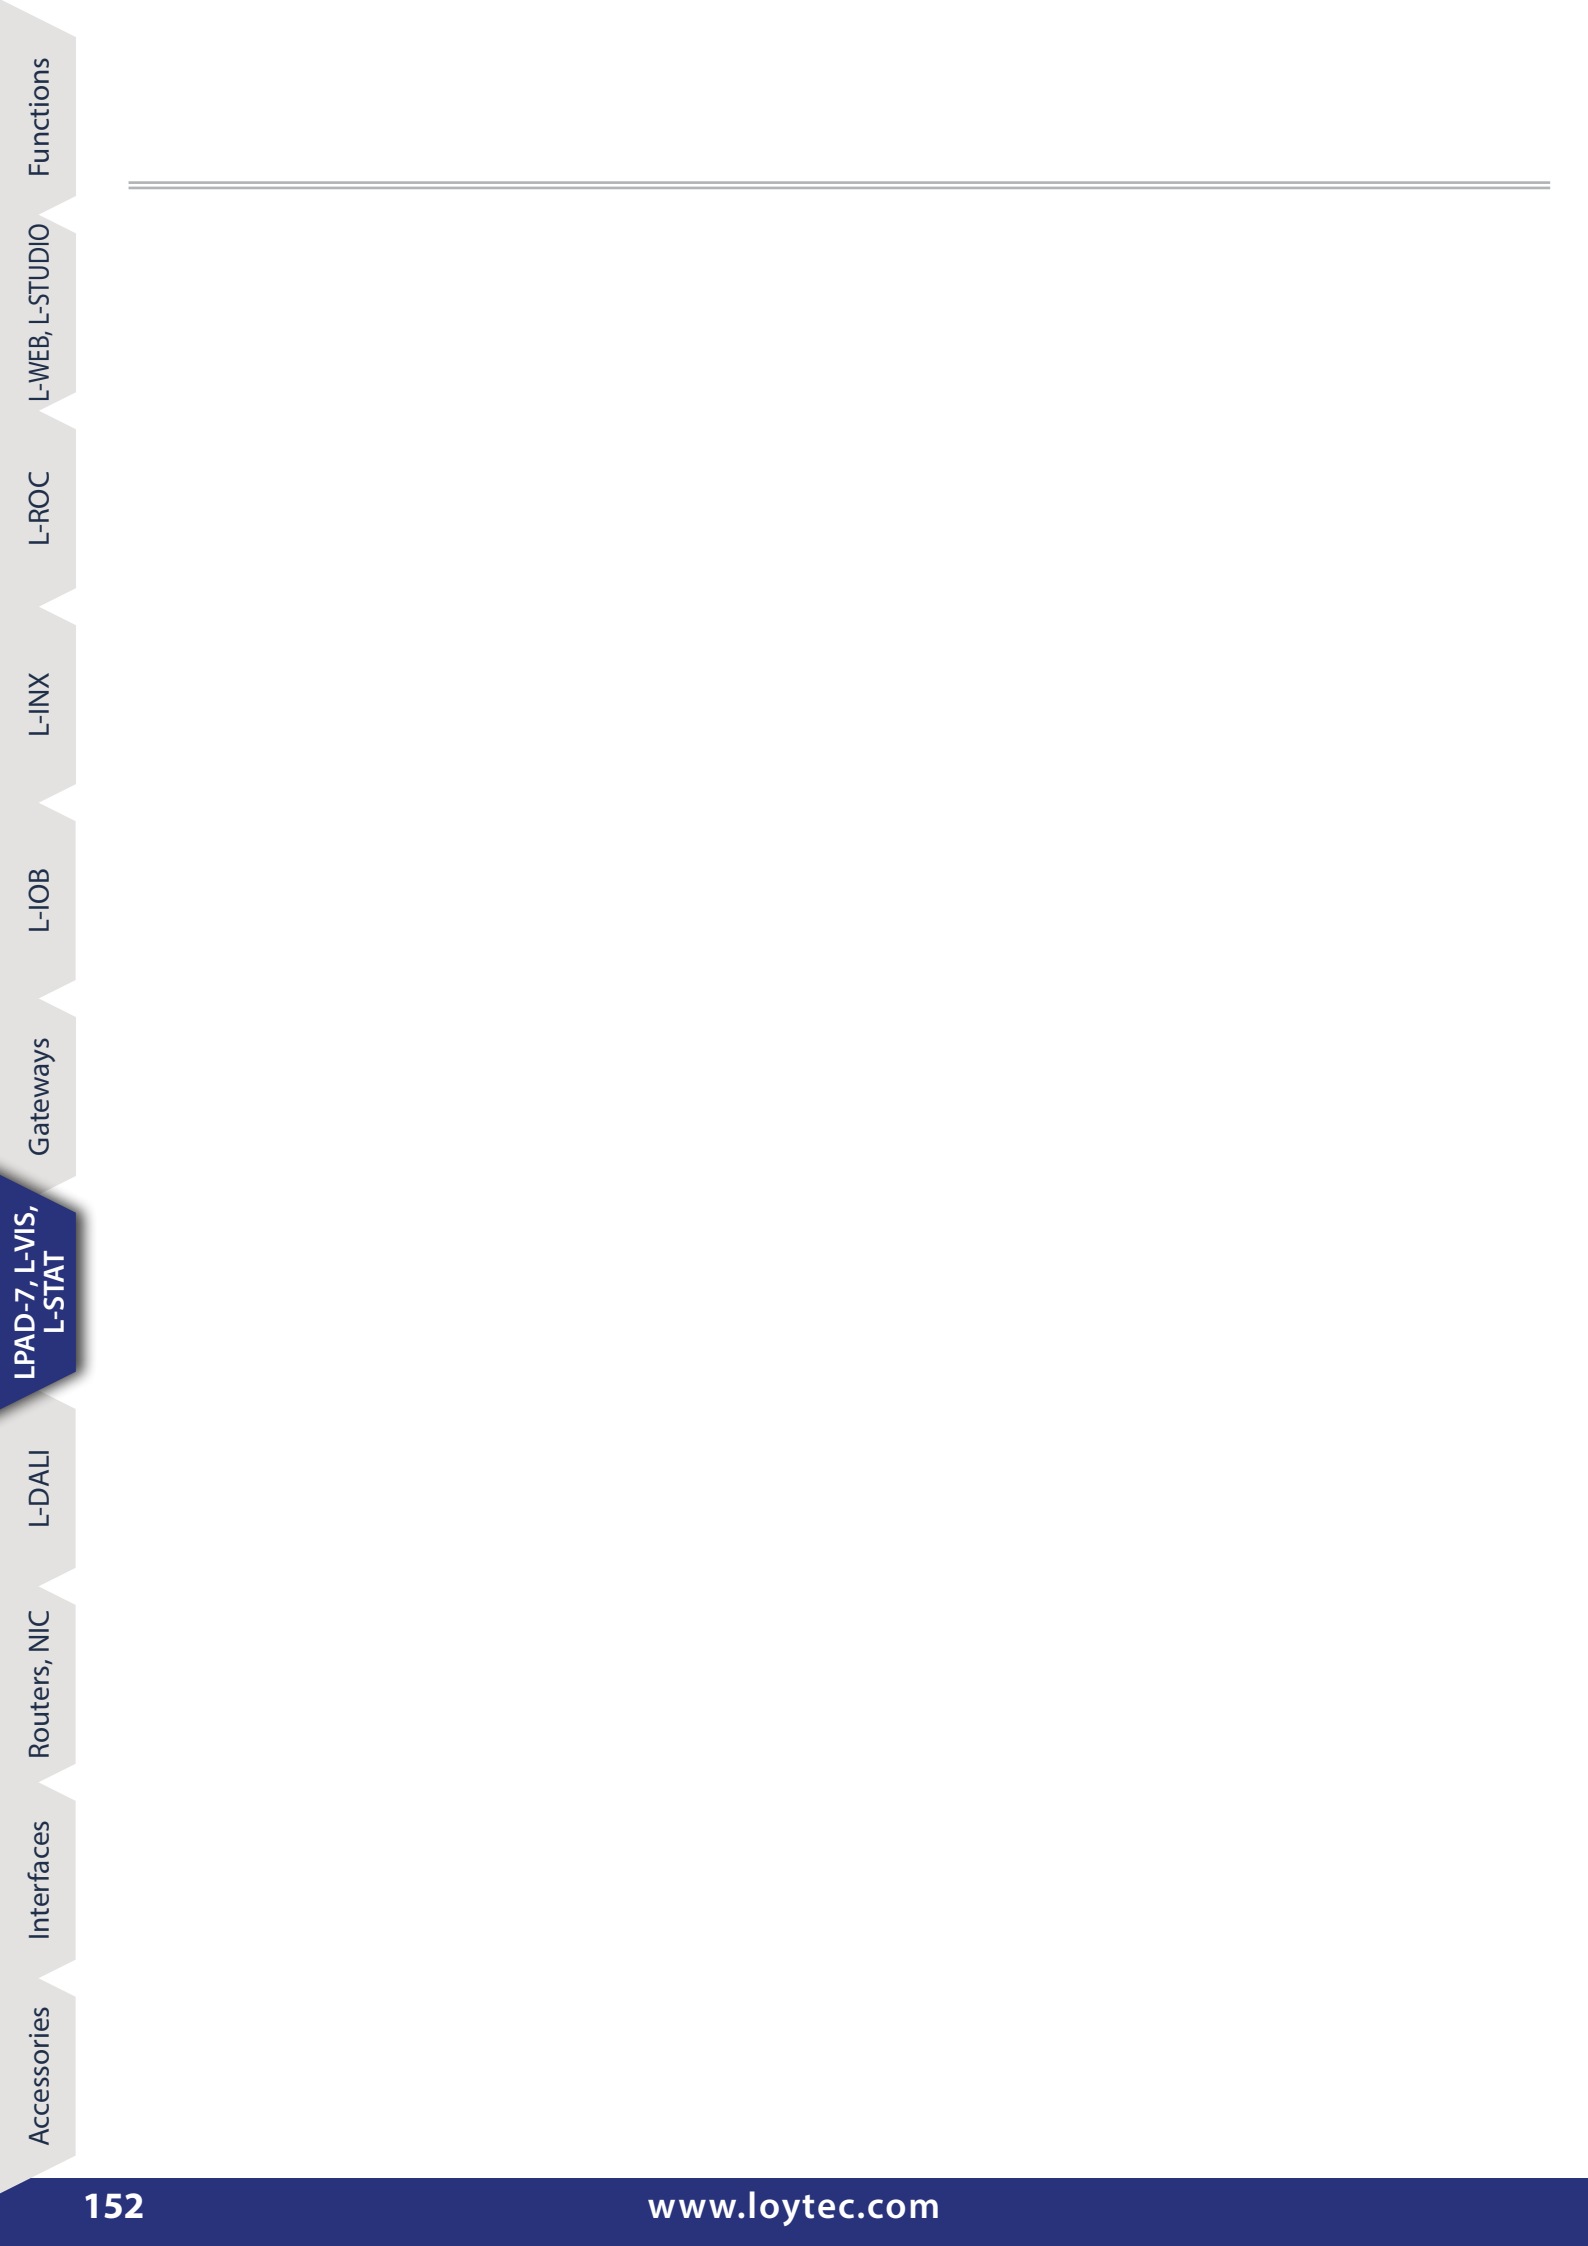 Functions
L-WEB, L-STUDIO
L-ROC
L-INX
L-IOB
Gateways
LPAD-7, L-VIS,
L-STAT
L-DALI
Routers, NIC
Interfaces
Accessories
152
www.loytec.com